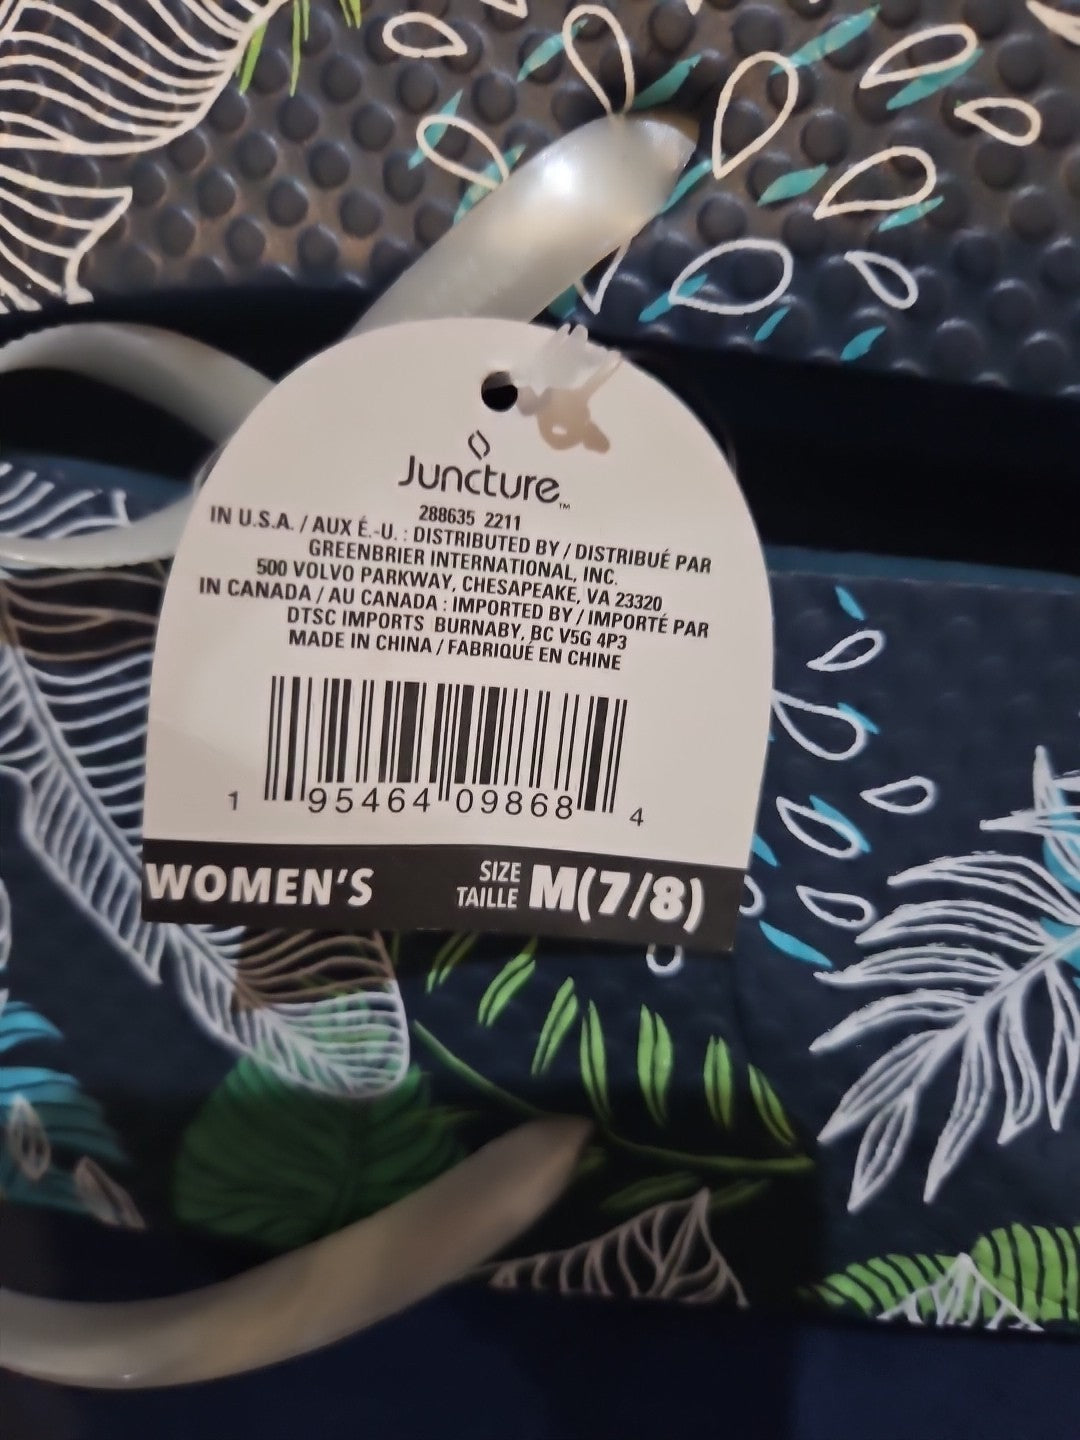 Juncture™
288635 2211
IN U.S.A. / AUX É.-U. : DISTRIBUTED BY / DISTRIBUÉ PAR
GREENBRIER INTERNATIONAL, INC.
500 VOLVO PARKWAY, CHESAPEAKE, VA 23320
IN CANADA / AU CANADA : IMPORTED BY / IMPORTÉ PAR
DTSC IMPORTS BURNABY, BC V5G 4P3
MADE IN CHINA / FABRIQUÉ EN CHINE
1 95464 09868 4
WOMEN'S SIZE TAILLE M(7/8)